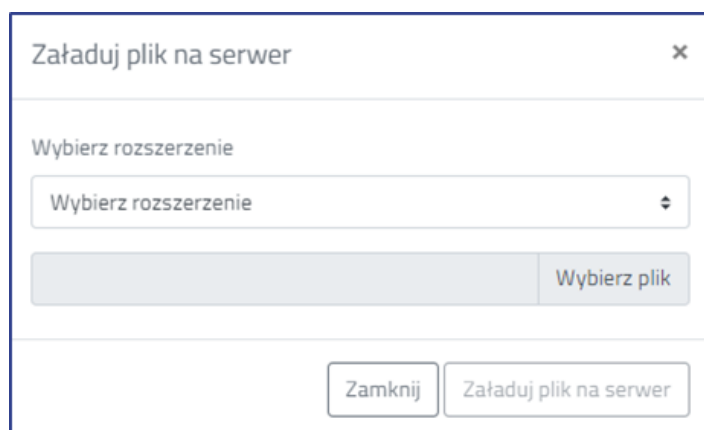 Załaduj plik na serwer ×
Wybierz rozszerzenie
Wybierz rozszerzenie
Wybierz plik
Zamknij Załaduj plik na serwer